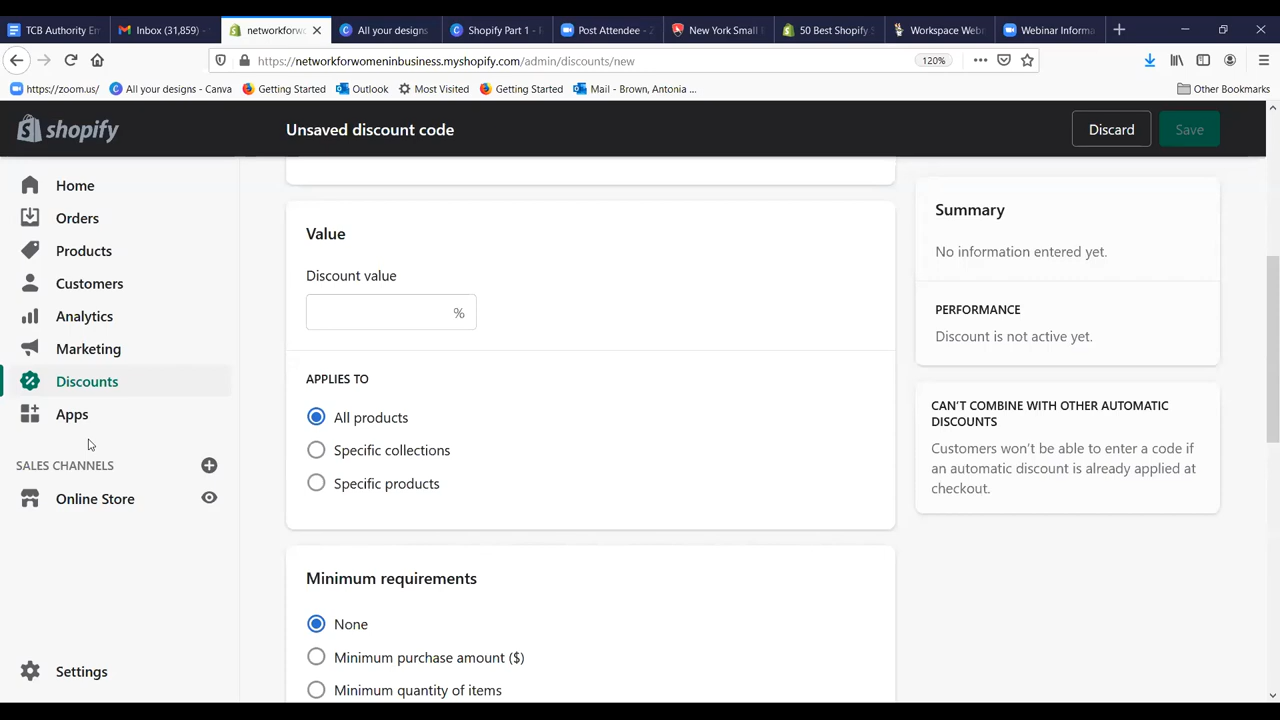 TCB Authority En
Inbox (31,859)
networkforwo
All your designs
Shopify Part 1 -
Post Attendee - Z
New York Small
50 Best Shopify S
Workspace Webi
Webinar Informa
https://networkforwomeninbusiness.myshopify.com/admin/discounts/new
120%
https://zoom.us/
All your designs - Canva
Getting Started
Outlook
Most Visited
Getting Started
Mail - Brown, Antonia ...
Other Bookmarks
shopify
Unsaved discount code
Discard
Save
Home
Orders
Products
Customers
Analytics
Marketing
Discounts
Apps
SALES CHANNELS
Online Store
Settings
Value
Discount value
%
APPLIES TO
All products
Specific collections
Specific products
Minimum requirements
None
Minimum purchase amount ($)
Minimum quantity of items
Summary
No information entered yet.
PERFORMANCE
Discount is not active yet.
CAN'T COMBINE WITH OTHER AUTOMATIC
DISCOUNTS
Customers won't be able to enter a code if
an automatic discount is already applied at
checkout.